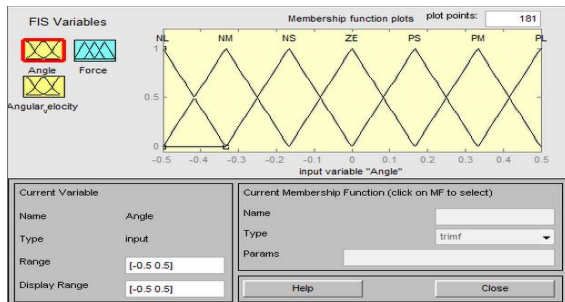 FIS Variables
Membership function plots
plot points:
181
NL NM NS ZE PS PM PL
1
0.5
0
-0.5 -0.4 -0.3 -0.2 -0.1 0 0.1 0.2 0.3 0.4 0.5
input variable "Angle"
Angle
Force
Angular_velocity
Current Variable
Name Angle
Type input
Range [-0.5 0.5]
Display Range [-0.5 0.5]
Current Membership Function (click on MF to select)
Name
Type trimf
Params
Help
Close